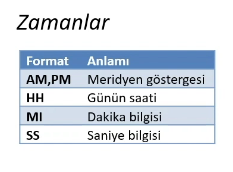 Zamanlar
Format Anlamı
AM,PM Meridyen göstergesi
HH Günün saati
MI Dakika bilgisi
SS Saniye bilgisi